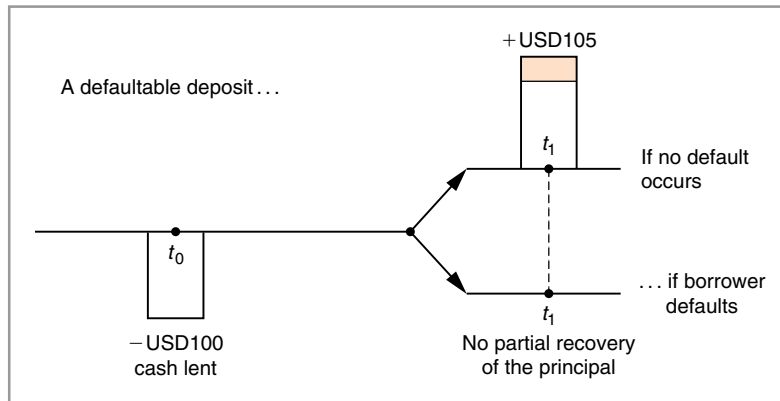 +USD105
A defaultable deposit...
t1
If no default
occurs
t0
... if borrower
defaults
t1
−USD100
cash lent
No partial recovery
of the principal